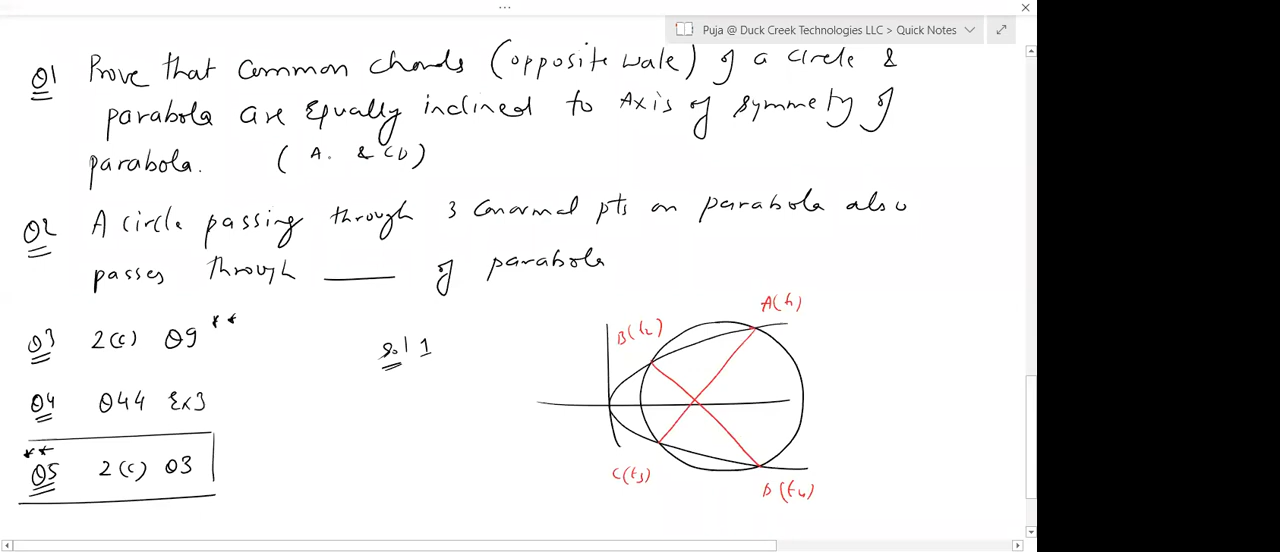 Puja @ Duck Creek Technologies LLC > Quick Notes
Q1 Prove that Common chords (opposite wale) of a circle &
parabola are Equally inclined to Axis of symmety of
parabola. ( A. & CD)
Q2 A circle passing through 3 Conormal pts on parabola also
passes through ____ of parabola
Q3 2(c) Q9 **
Q4 Q44 Ex3
** Q5 2(c) Q3
Sol 1
A(t1)
B(t2)
C(t3)
D(t4)